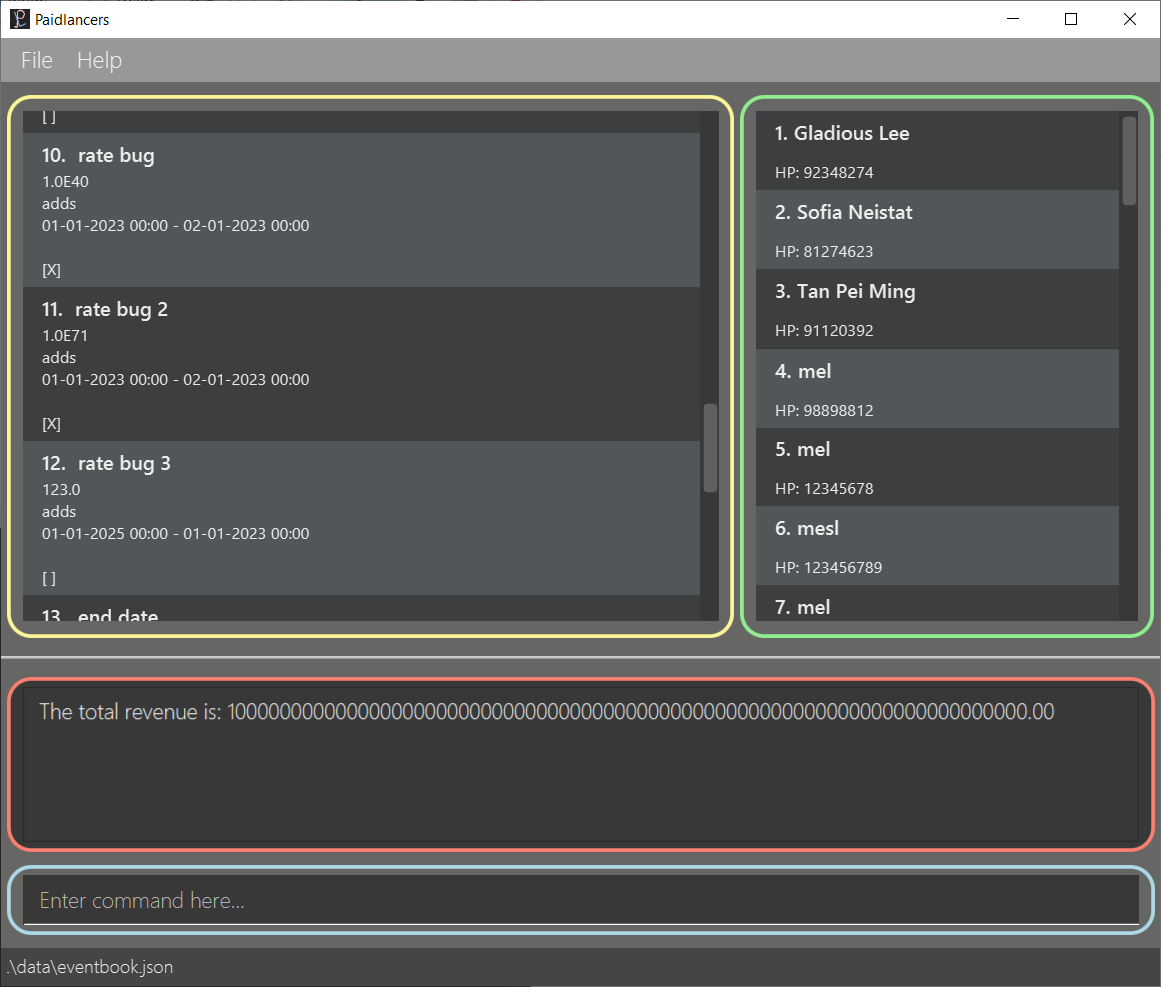 Paidlancers
File Help
[ ]
10. rate bug
1.0E40
adds
01-01-2023 00:00 - 02-01-2023 00:00
[X]
11. rate bug 2
1.0E71
adds
01-01-2023 00:00 - 02-01-2023 00:00
[X]
12. rate bug 3
123.0
adds
01-01-2025 00:00 - 01-01-2023 00:00
[ ]
13. end date
1. Gladious Lee
HP: 92348274
2. Sofia Neistat
HP: 81274623
3. Tan Pei Ming
HP: 91120392
4. mel
HP: 98898812
5. mel
HP: 12345678
6. mesl
HP: 123456789
7. mel
The total revenue is: 100000000000000000000000000000000000000000000000000000000000000000000000.00
Enter command here...
.\data\eventbook.json